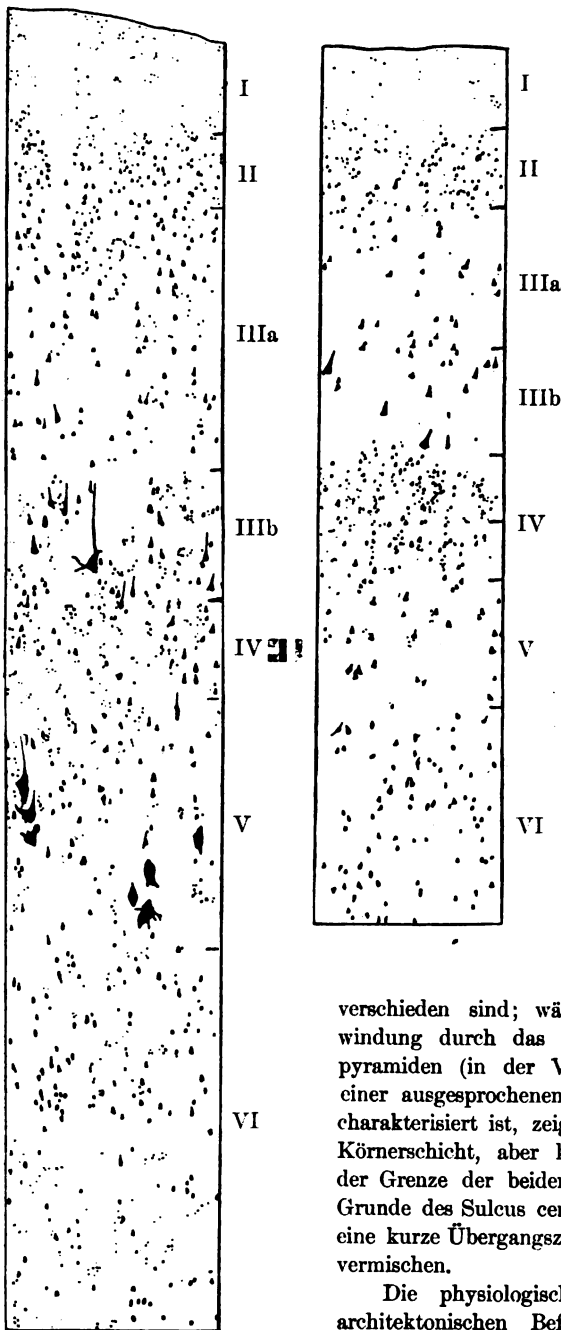 I
II
IIIa
IIIb
IV
V
VI
I
II
IIIa
IIIb
IV
V
VI
verschieden sind; wä
windung durch das
pyramiden (in der V
einer ausgesprochenen
charakterisiert ist, zeig
Körnerschicht, aber
der Grenze der beiden
Grunde des Sulcus cen
eine kurze Übergangsz
vermischen.
Die physiologisch
architektonischen Bef